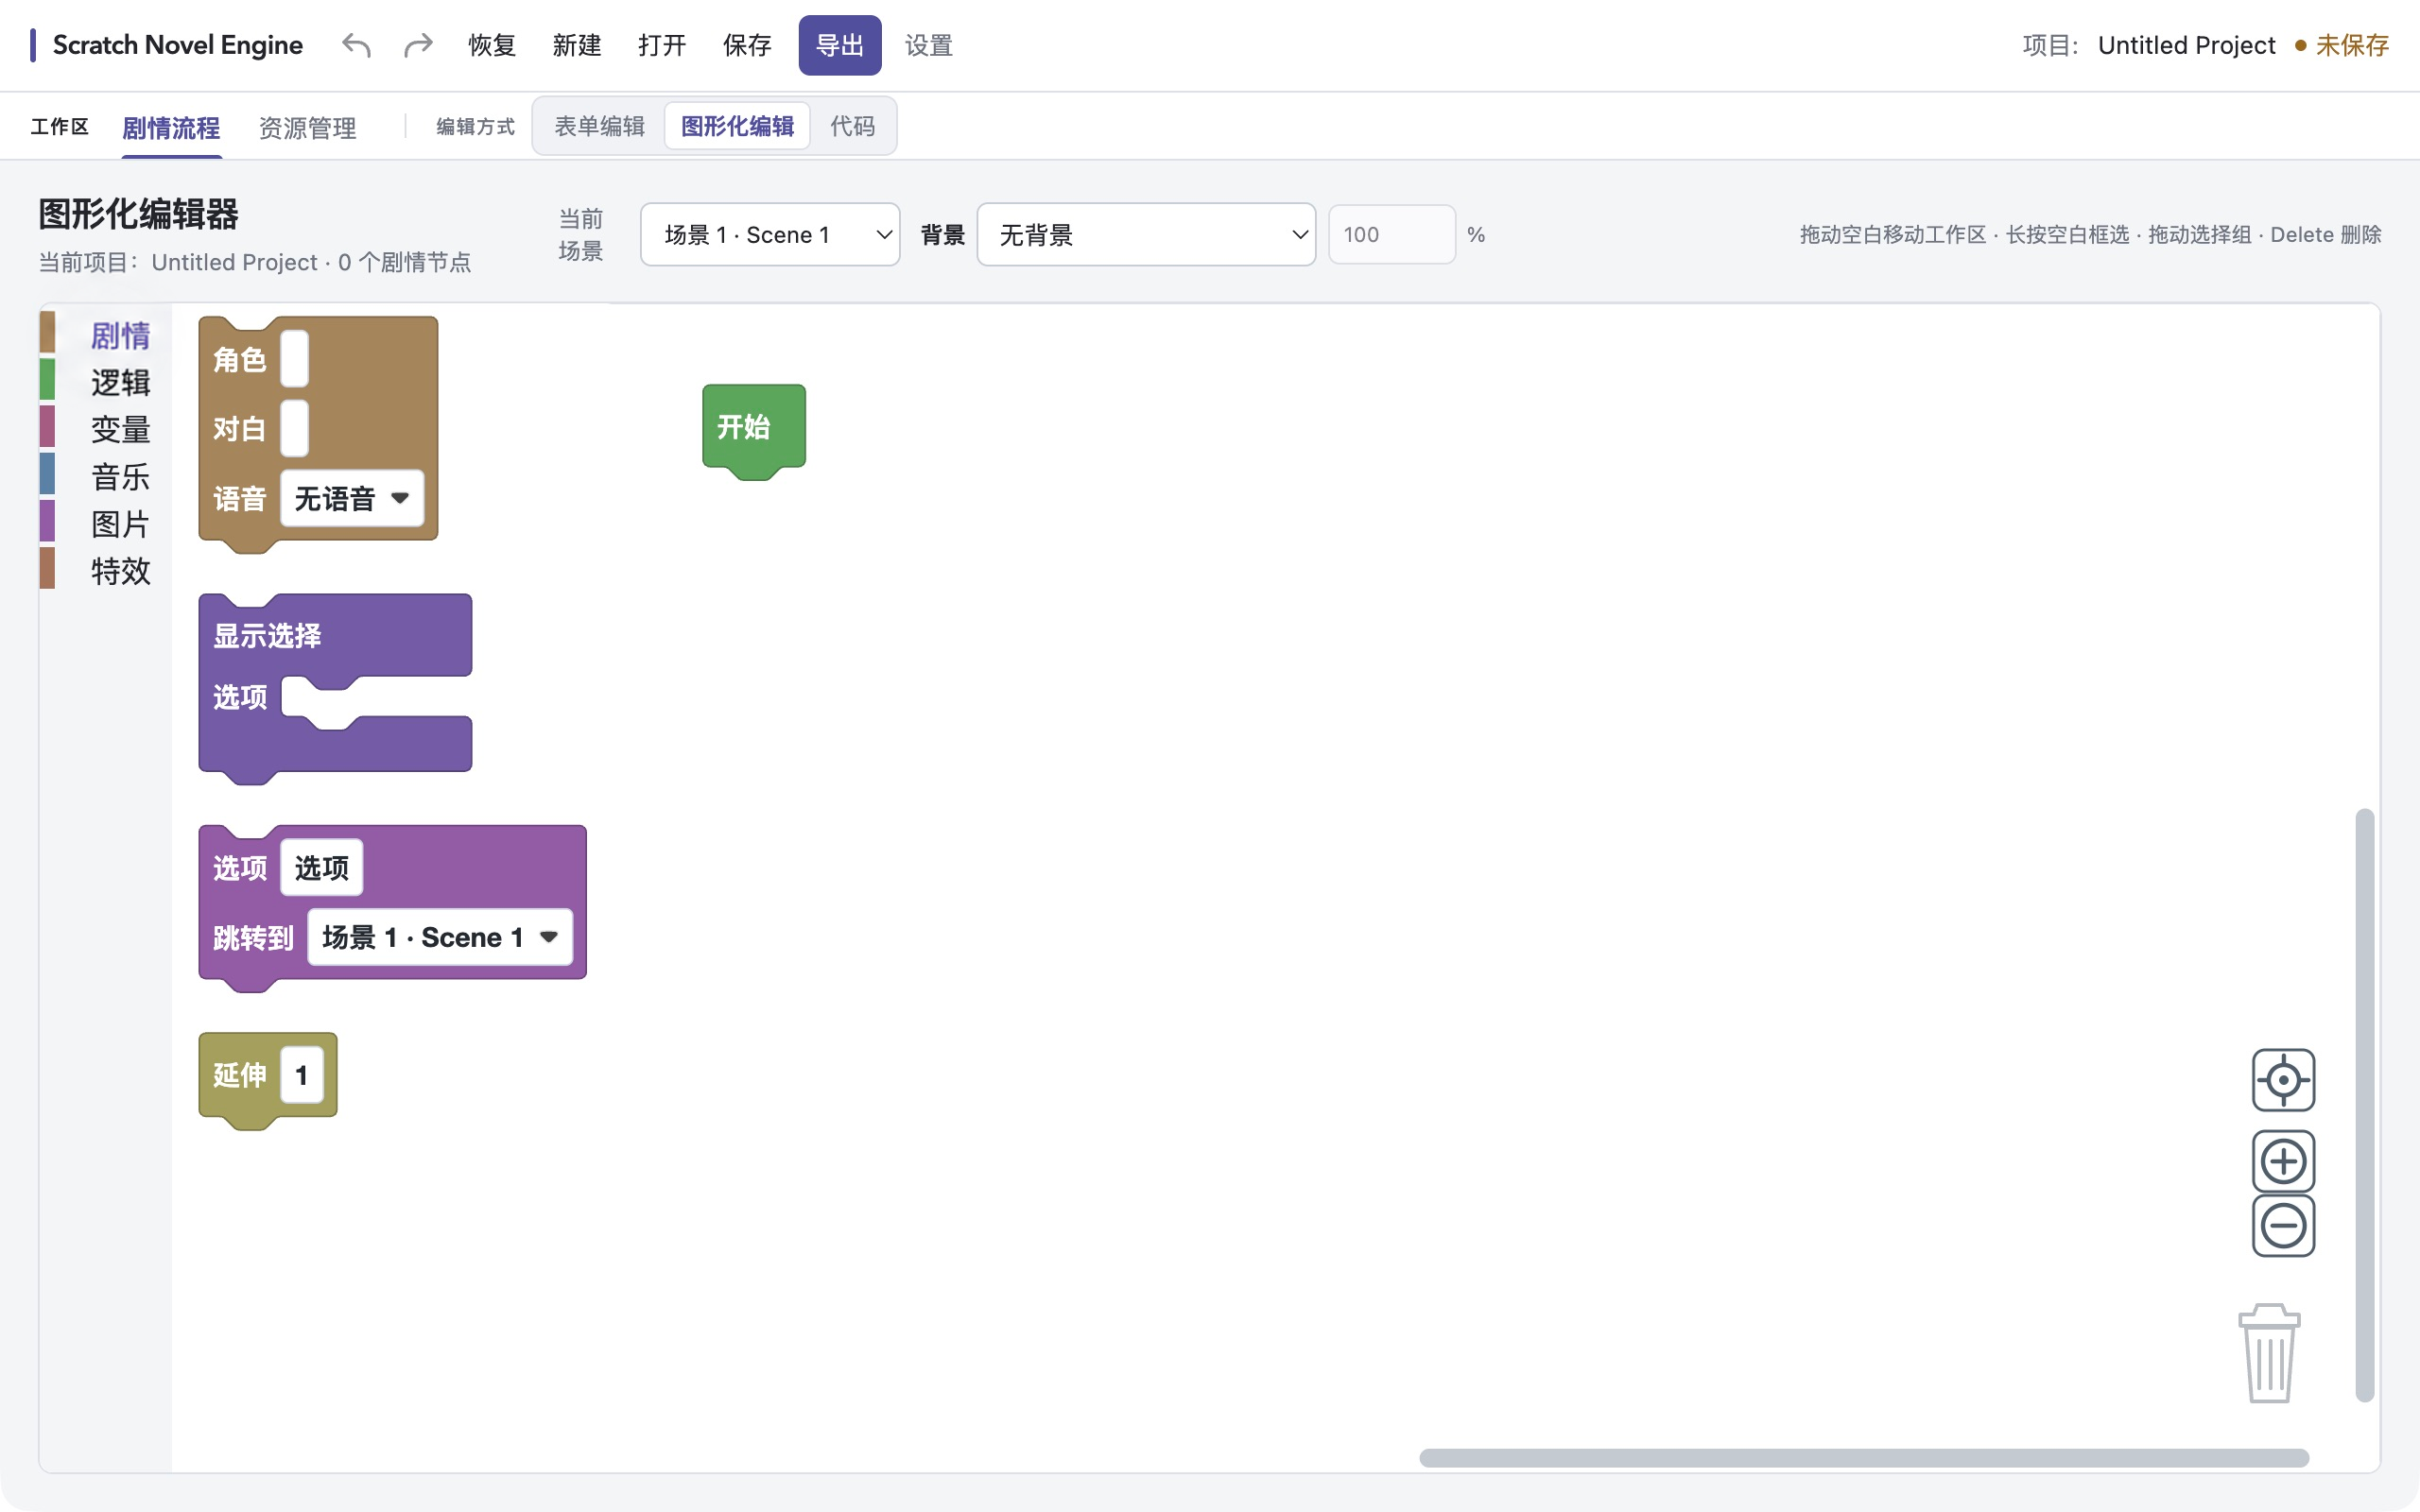 Scratch Novel Engine 恢复 新建 打开 保存 导出 设置 项目: Untitled Project 未保存
工作区 剧情流程 资源管理 编辑方式 表单编辑 图形化编辑 代码
图形化编辑器
当前项目: Untitled Project · 0 个剧情节点
当前
场景
场景 1 · Scene 1 背景 无背景 100 %
拖动空白移动工作区 · 长按空白框选 · 拖动选择组 · Delete 删除
剧情
逻辑
变量
音乐
图片
特效
角色
对白
语音 无语音
显示选择
选项
选项 选项
跳转到 场景 1 · Scene 1
延伸 1
开始